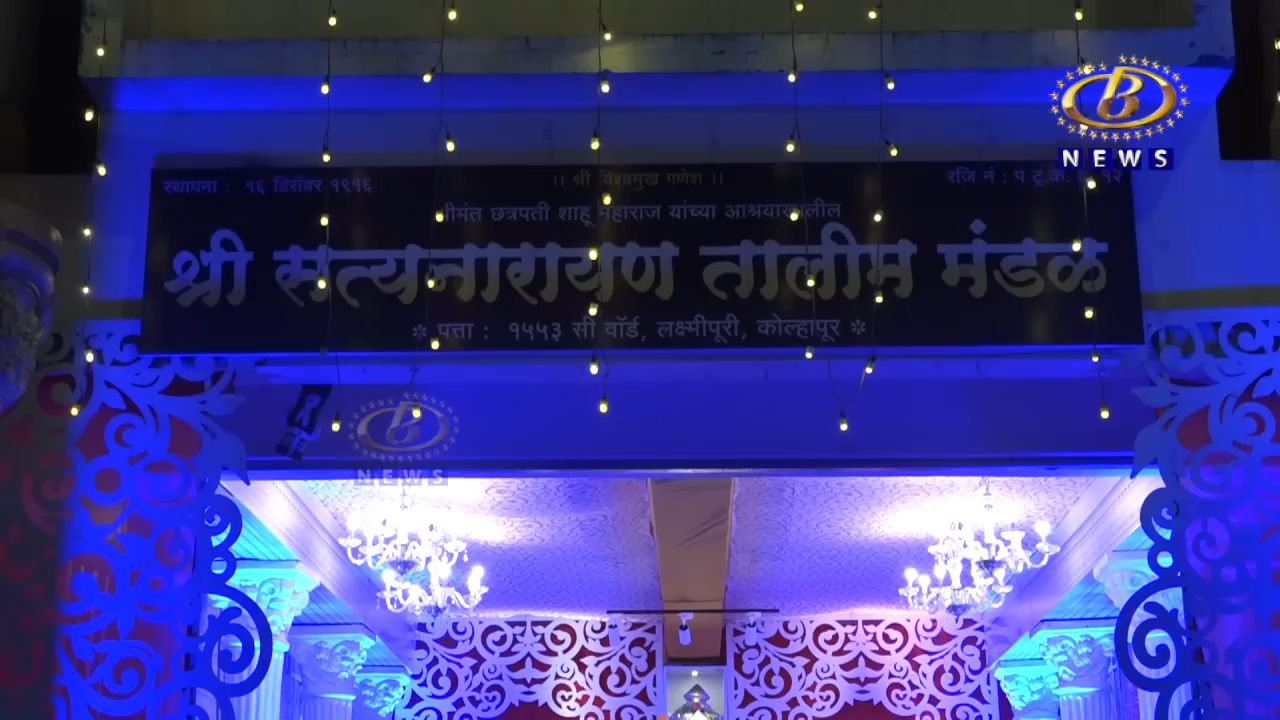 B
NEWS
स्थापना : १६ डिसेंबर १९१६
।। श्री विश्वमुख गणेश ।।
रजि नं : प ट्र.क्र.
श्रीमंत छत्रपती शाहू महाराज यांच्या आश्रयाखालील
श्री सत्यनारायण तालीम मंडळ
✲ पत्ता : १५५३ सी वॉर्ड, लक्ष्मीपूरी, कोल्हापूर ✲
B
NEWS